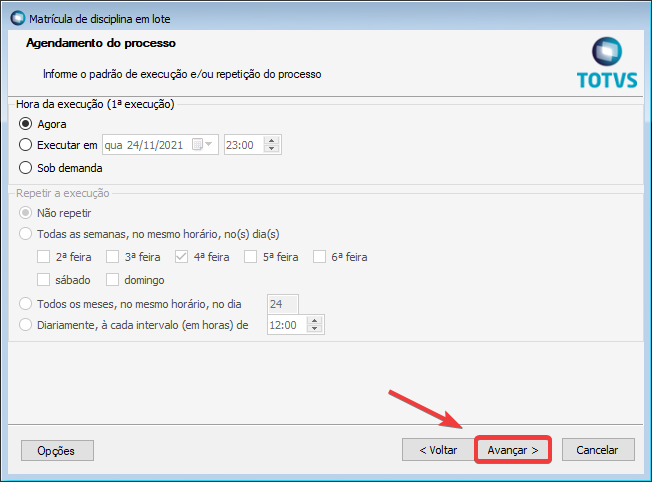 Matrícula de disciplina em lote
Agendamento do processo
Informe o padrão de execução e/ou repetição do processo
TOTVS
Hora da execução (1ª execução)
Agora
Executar em qua 24/11/2021 23:00
Sob demanda
Repetir a execução
Não repetir
Todas as semanas, no mesmo horário, no(s) dia(s)
2ª feira 3ª feira 4ª feira 5ª feira 6ª feira
sábado domingo
Todos os meses, no mesmo horário, no dia 24
Diariamente, à cada intervalo (em horas) de 12:00
Opções < Voltar Avançar > Cancelar